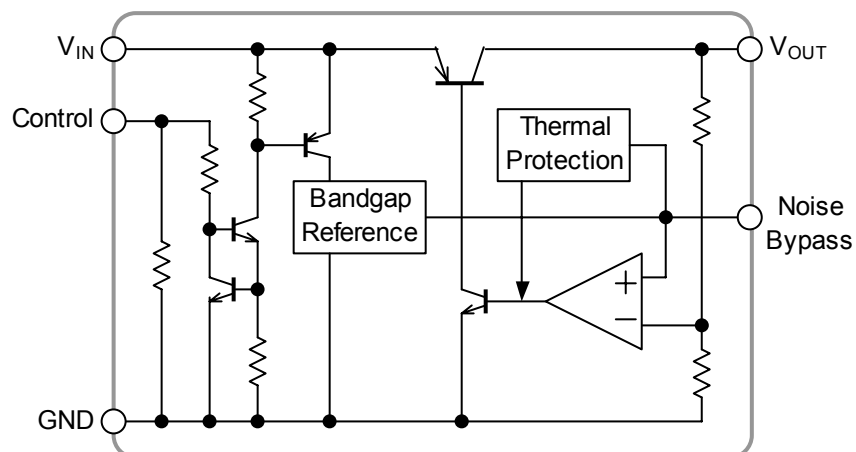 VIN
VOUT
Control
Thermal
Protection
Bandgap
Reference
Noise
Bypass
+
−
GND